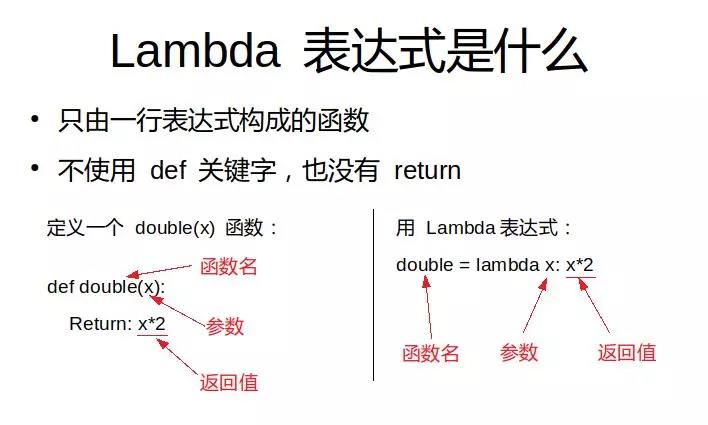 Lambda 表达式是什么
• 只由一行表达式构成的函数
• 不使用 def 关键字，也没有 return
定义一个 double(x) 函数：
函数名
def double(x):
参数
Return: x*2
返回值
用 Lambda 表达式：
double = lambda x: x*2
函数名 参数 返回值